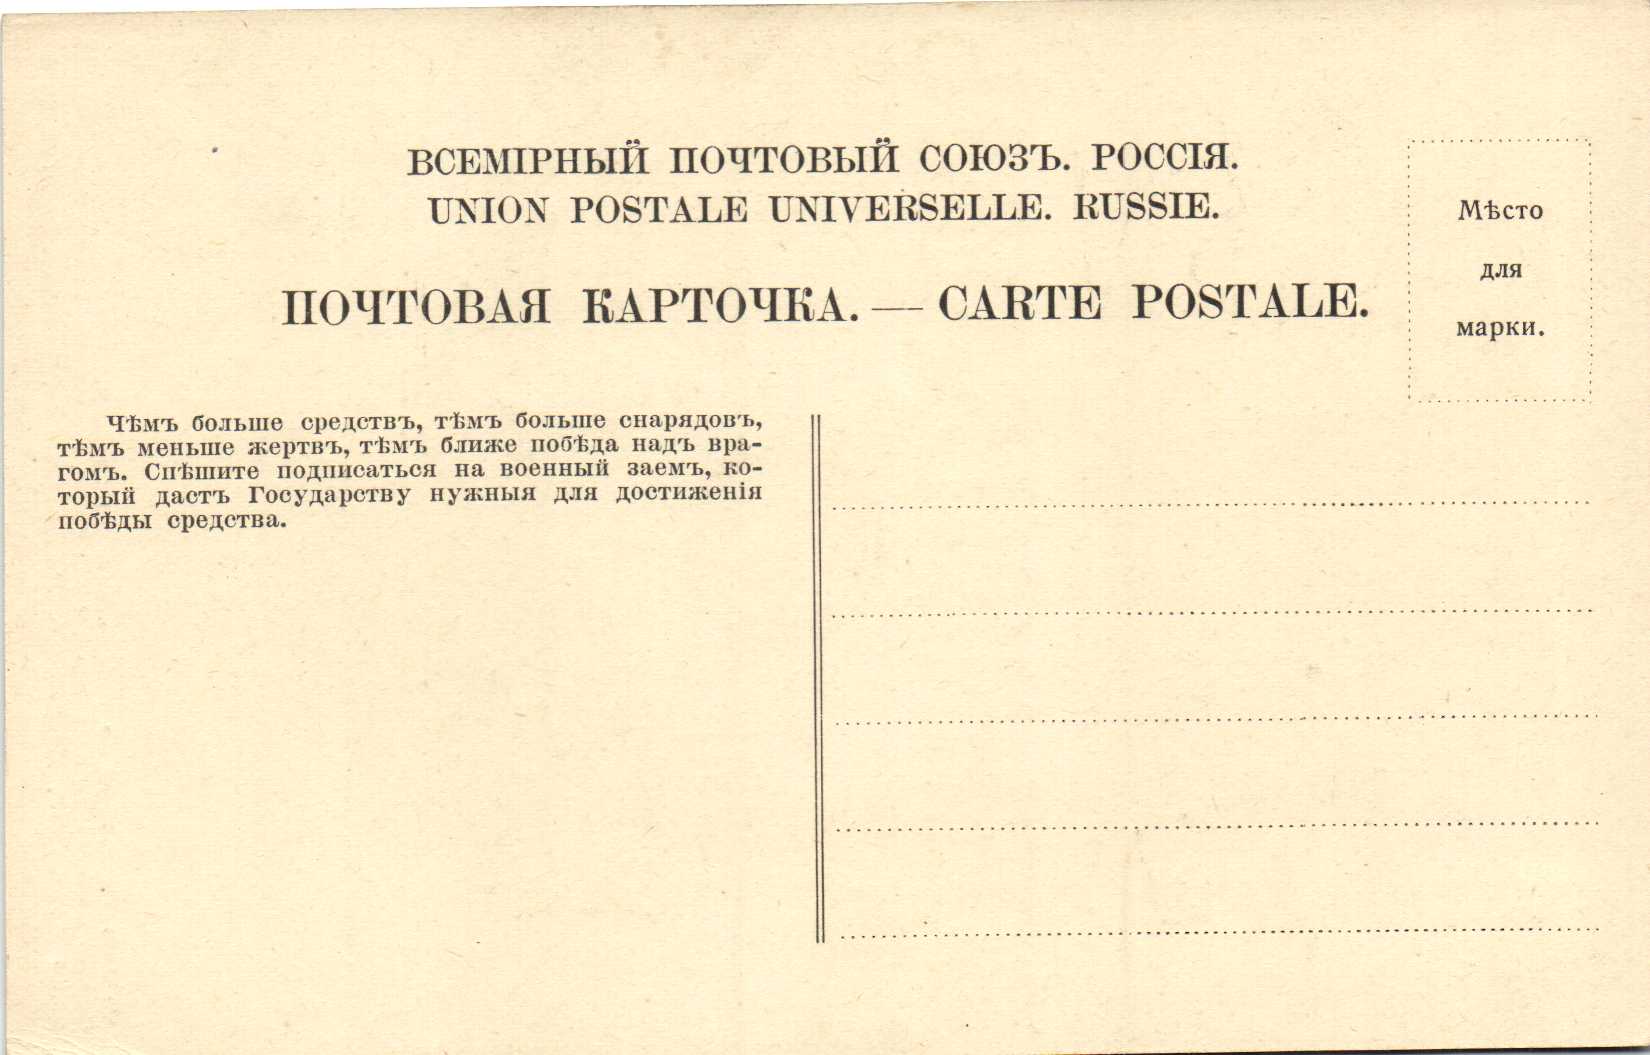 ВСЕМІРНЫЙ ПОЧТОВЫЙ СОЮЗЪ. РОССІЯ.
UNION POSTALE UNIVERSELLE. RUSSIE.
ПОЧТОВАЯ КАРТОЧКА. — CARTE POSTALE.
Мѣсто
для
марки.
Чѣмъ больше средствъ, тѣмъ больше снарядовъ,
тѣмъ меньше жертвъ, тѣмъ ближе побѣда надъ вра-
гомъ. Спѣшите подписаться на военный заемъ, ко-
торый дастъ Государству нужныя для достиженія
побѣды средства.